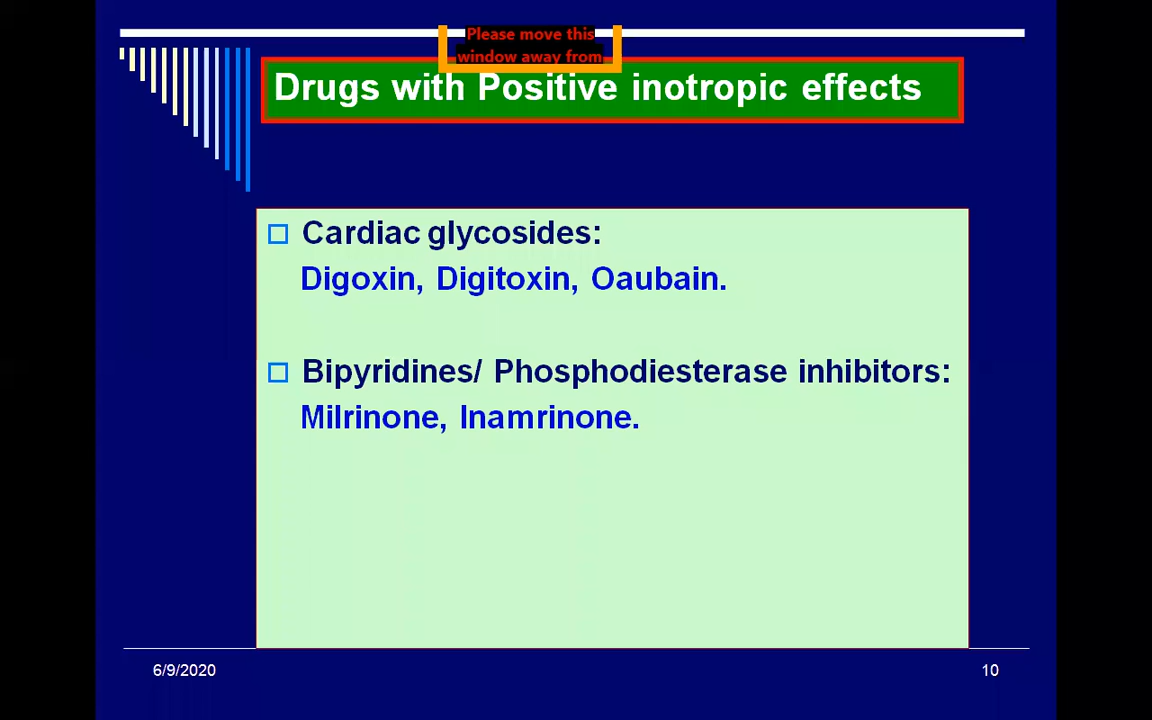 Please move this
window away from
Drugs with Positive inotropic effects
Cardiac glycosides:
Digoxin, Digitoxin, Oaubain.
Bipyridines/ Phosphodiesterase inhibitors:
Milrinone, Inamrinone.
6/9/2020
10